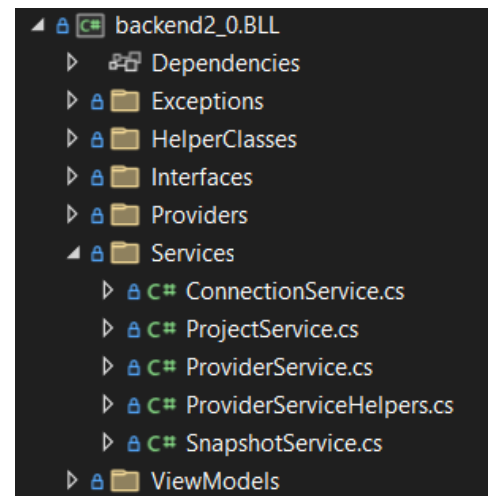 C# backend2_0.BLL
Dependencies
Exceptions
HelperClasses
Interfaces
Providers
Services
C# ConnectionService.cs
C# ProjectService.cs
C# ProviderService.cs
C# ProviderServiceHelpers.cs
C# SnapshotService.cs
ViewModels